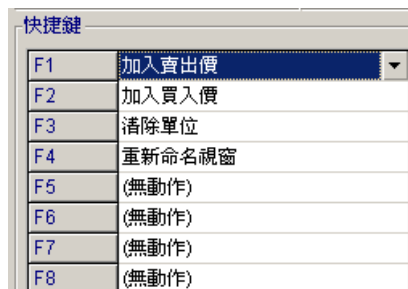 快捷鍵
F1 加入賣出價
F2 加入買入價
F3 清除單位
F4 重新命名視窗
F5 (無動作)
F6 (無動作)
F7 (無動作)
F8 (無動作)